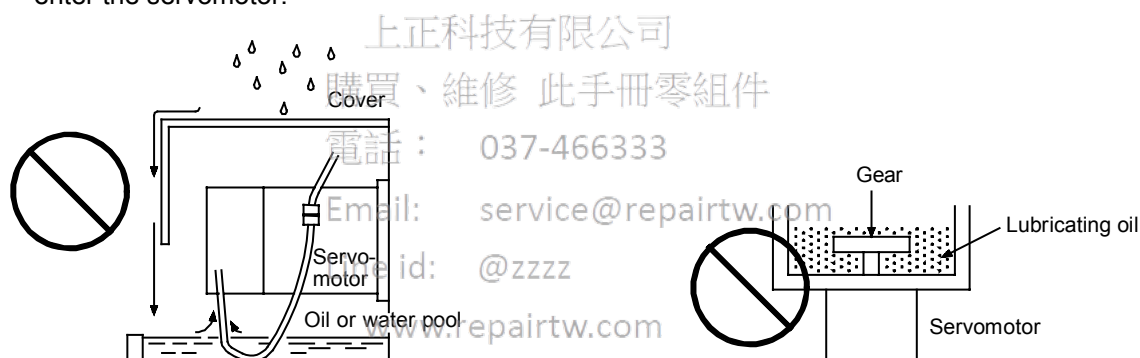 enter the servomotor.
上正科技有限公司
購買、維修 此手冊零組件
Cover
電話： 037-466333
Gear
Email: service@repairtw.com
Lubricating oil
Servo-
motor
Line id: @zzzz
Oil or water pool
www.repairtw.com
Servomotor